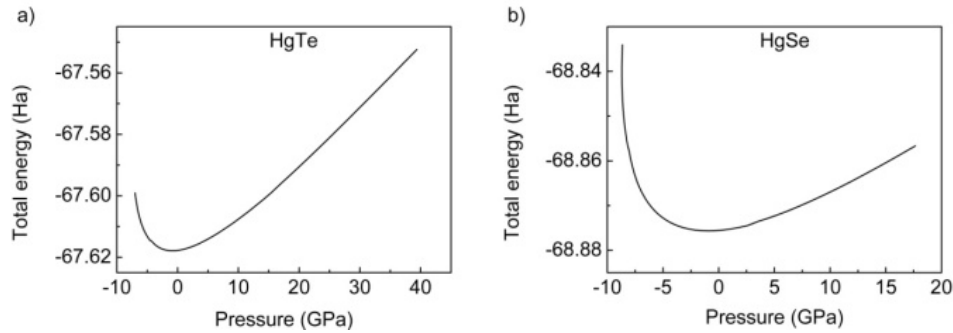 a)
HgTe
Total energy (Ha)
-67.56
-67.58
-67.60
-67.62
-10 0 10 20 30 40
Pressure (GPa)
b)
HgSe
Total energy (Ha)
-68.84
-68.86
-68.88
-10 -5 0 5 10 15 20
Pressure (GPa)